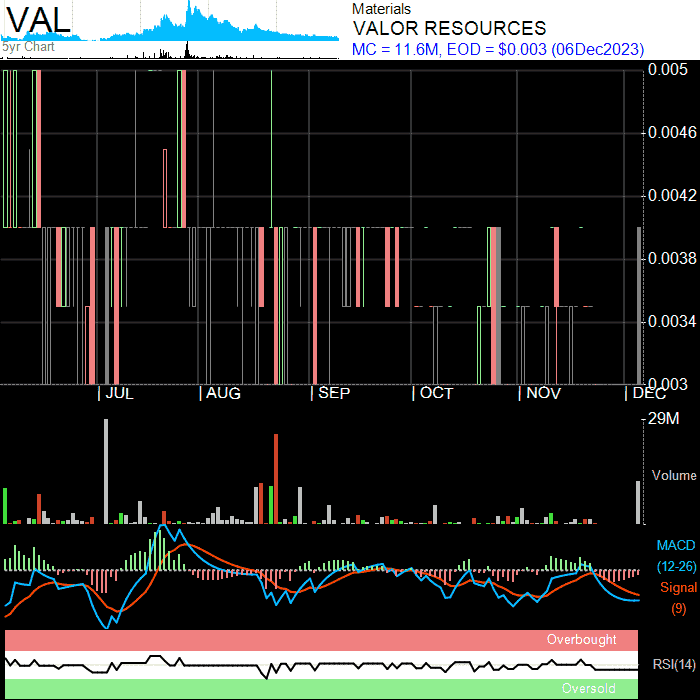 VAL
5yr Chart
Materials
VALOR RESOURCES
MC = 11.6M, EOD = $0.003 (06Dec2023)
0.005
0.0046
0.0042
0.0038
0.0034
0.003
JUL
AUG
SEP
OCT
NOV
DEC
29M
Volume
MACD
(12-26)
Signal
(9)
Overbought
RSI(14)
Oversold